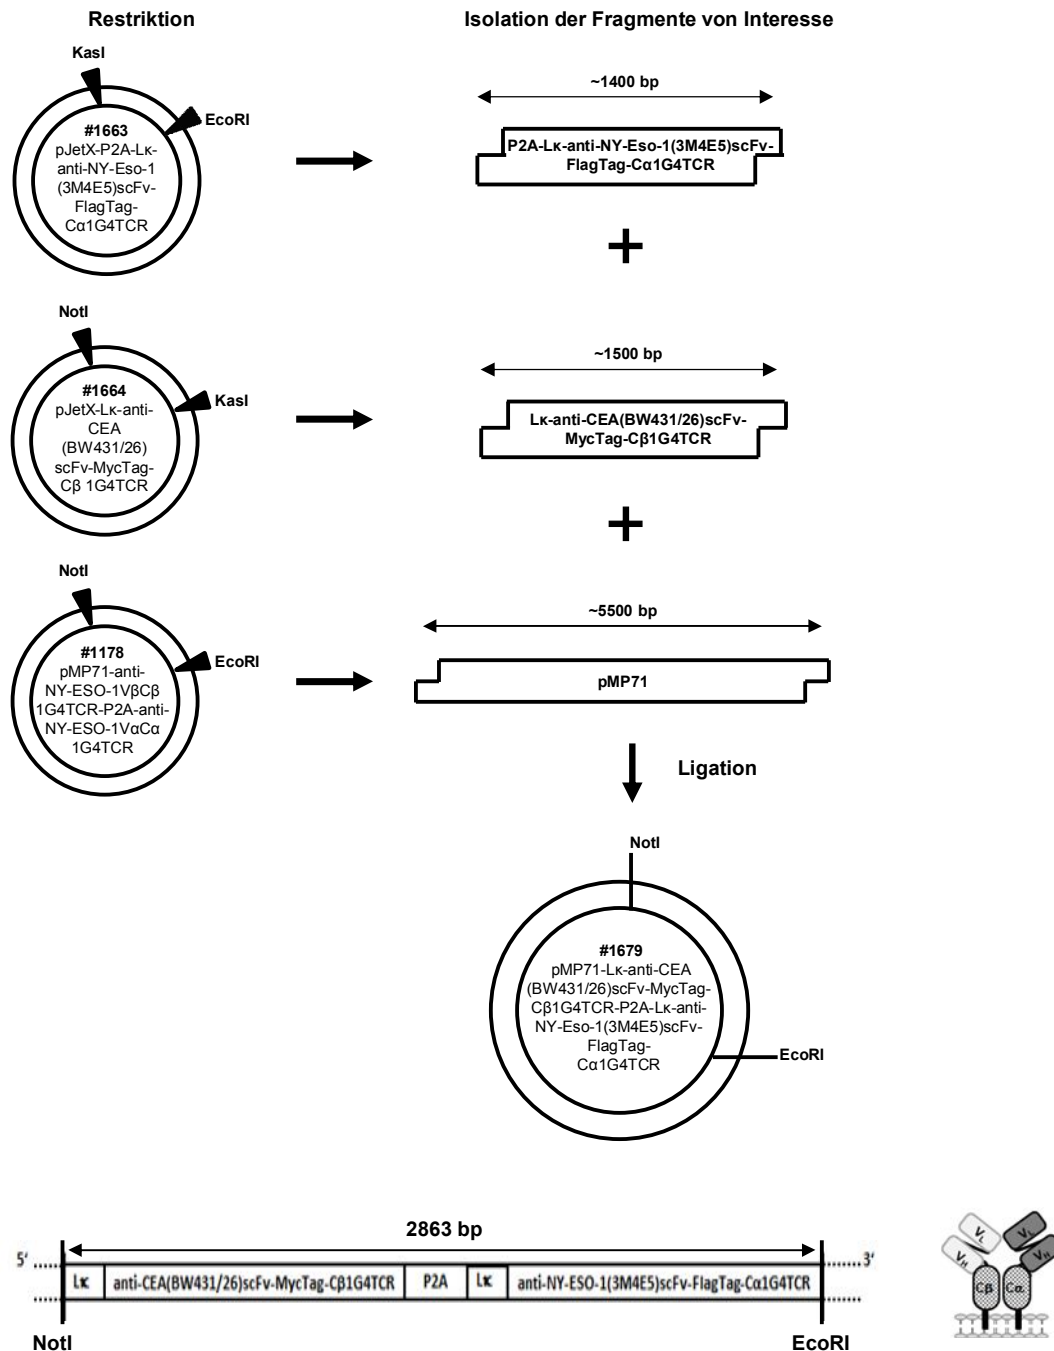 Restriktion
Isolation der Fragmente von Interesse
KasI
EcoRI
#1663
pJetX-P2A-Lκ-
anti-NY-Eso-1
(3M4E5)scFv-
FlagTag-
Cα1G4TCR
~1400 bp
P2A-Lκ-anti-NY-Eso-1(3M4E5)scFv-
FlagTag-Cα1G4TCR
+
NotI
KasI
#1664
pJetX-Lκ-anti-
CEA
(BW431/26)
scFv-MycTag-
Cβ 1G4TCR
~1500 bp
Lκ-anti-CEA(BW431/26)scFv-
MycTag-Cβ1G4TCR
+
NotI
EcoRI
#1178
pMP71-anti-
NY-ESO-1VβCβ
1G4TCR-P2A-anti-
NY-ESO-1VαCα
1G4TCR
~5500 bp
pMP71
Ligation
NotI
#1679
pMP71-Lκ-anti-CEA
(BW431/26)scFv-MycTag-
Cβ1G4TCR-P2A-Lκ-anti-
NY-Eso-1(3M4E5)scFv-
FlagTag-
Cα1G4TCR
EcoRI
2863 bp
5'
3'
Lκ
anti-CEA(BW431/26)scFv-MycTag-Cβ1G4TCR
P2A
Lκ
anti-NY-ESO-1(3M4E5)scFv-FlagTag-Cα1G4TCR
NotI
EcoRI
VL
VL
VH
VH
Cβ
Cα